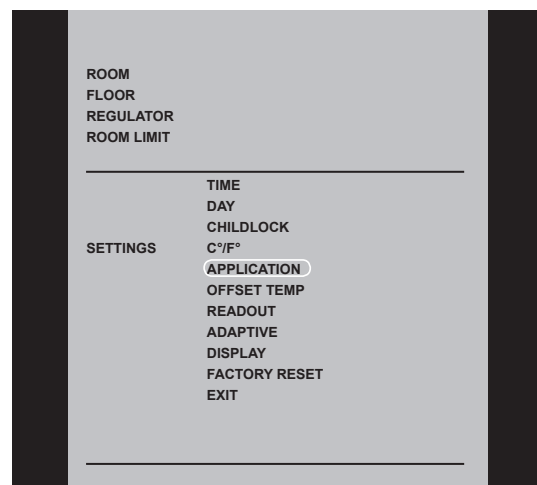 ROOM
FLOOR
REGULATOR
ROOM LIMIT
TIME
DAY
CHILDLOCK
SETTINGS C°/F°
APPLICATION
OFFSET TEMP
READOUT
ADAPTIVE
DISPLAY
FACTORY RESET
EXIT